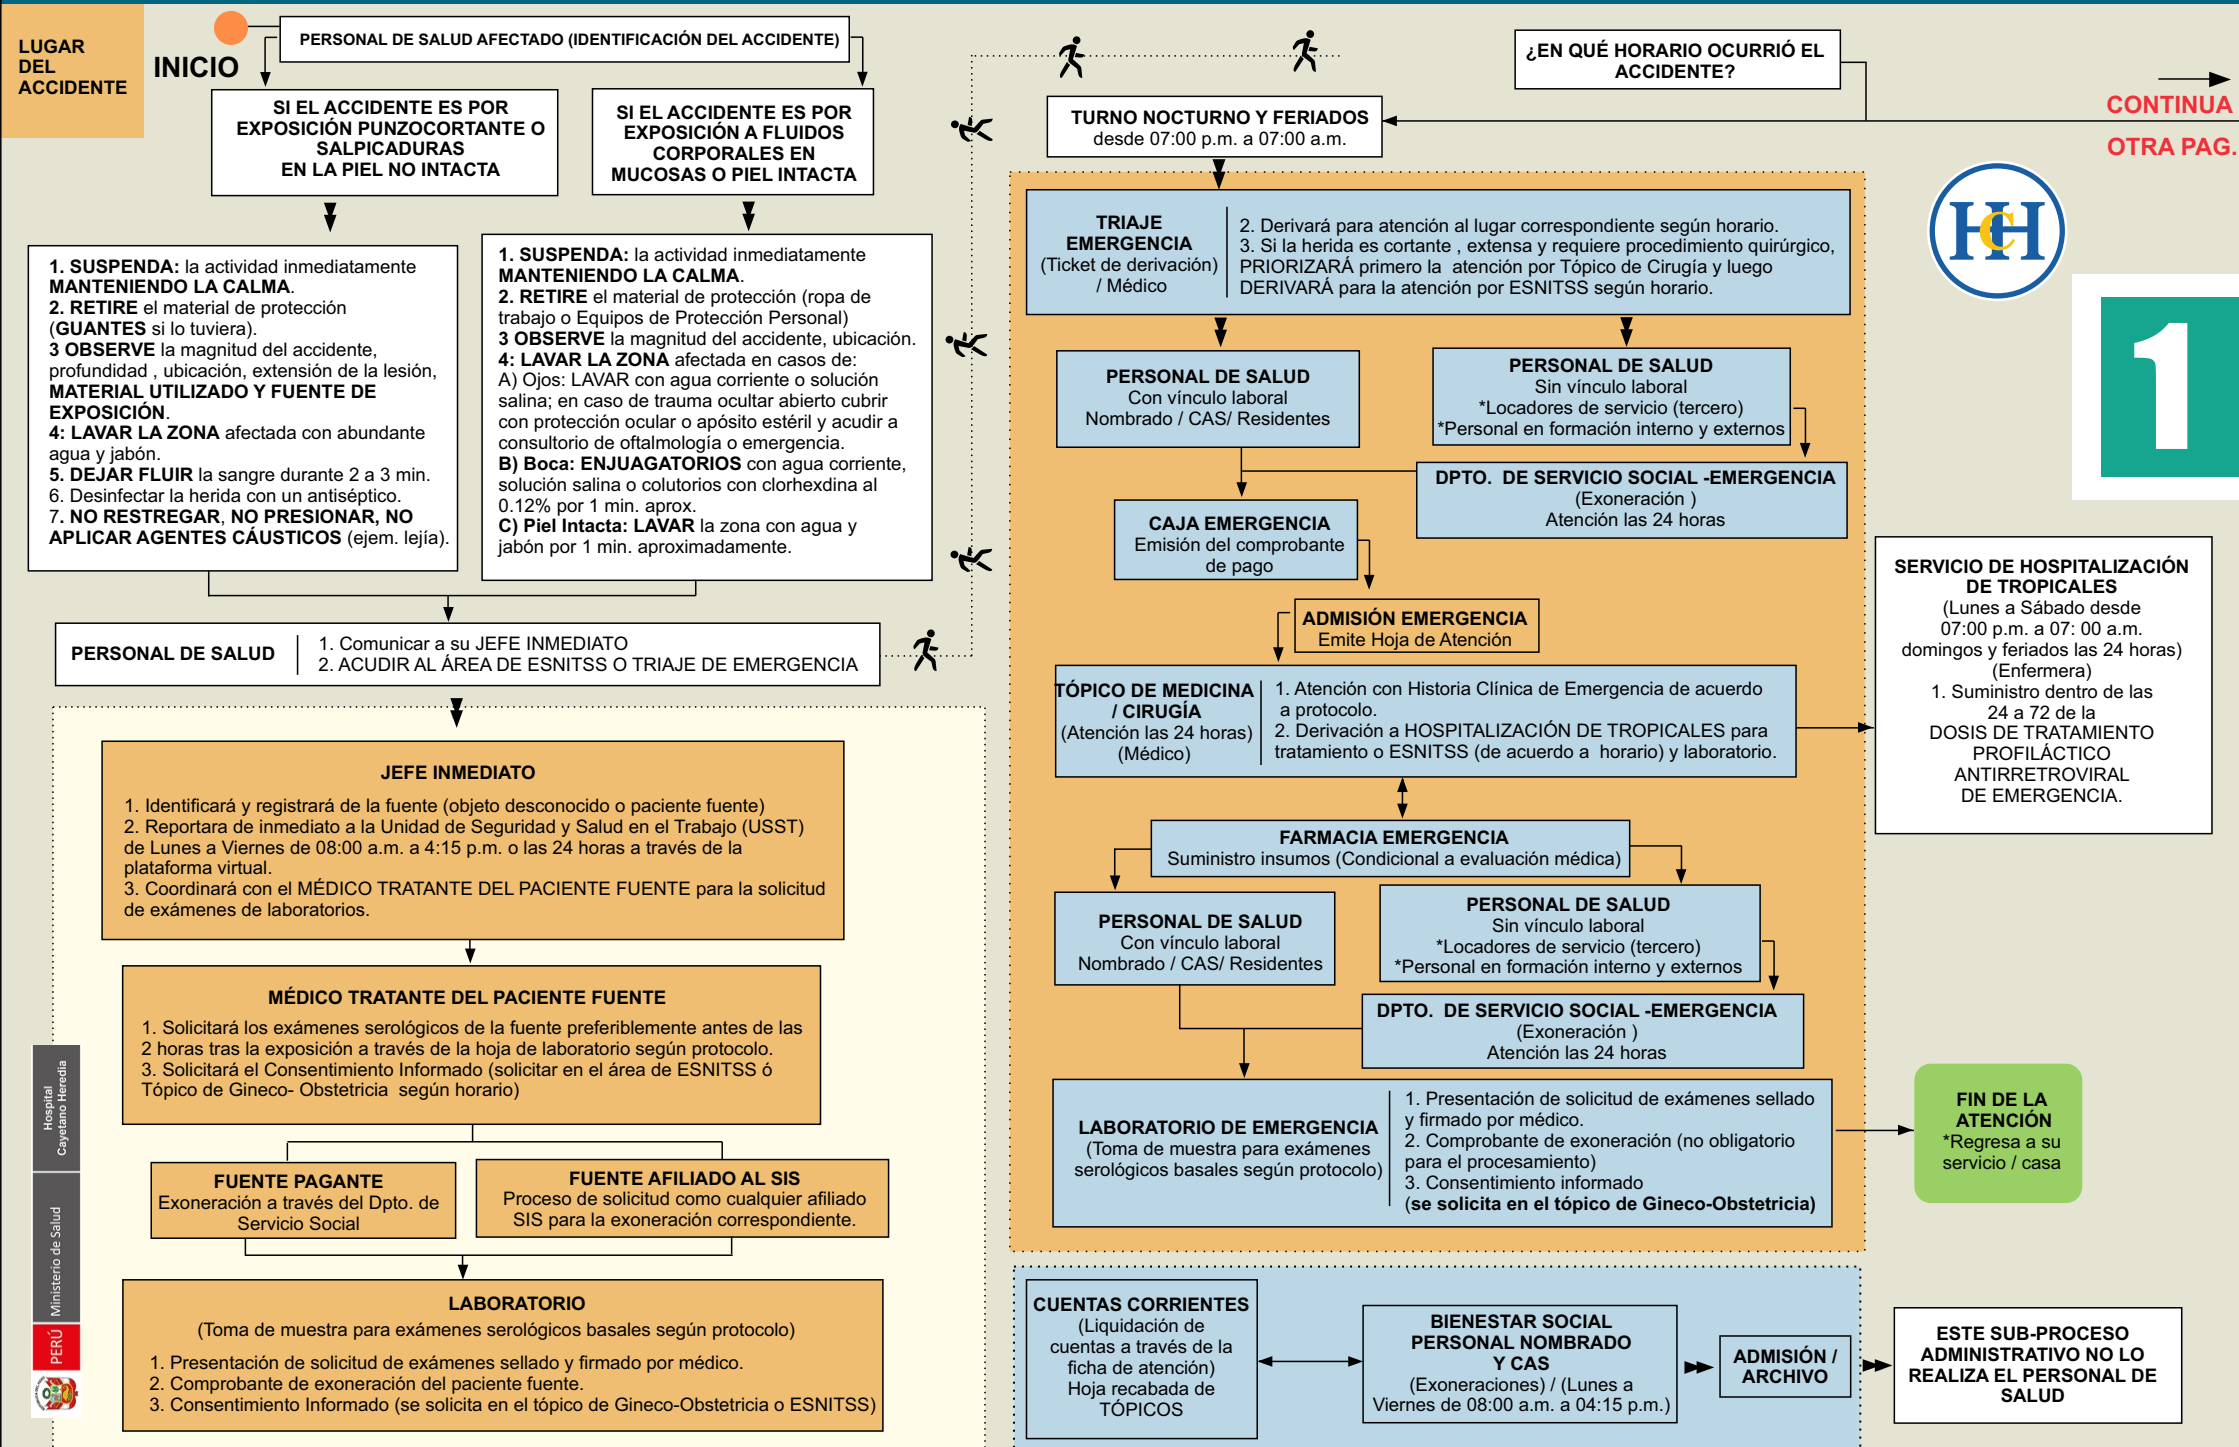 LUGAR
DEL
ACCIDENTE
INICIO
PERSONAL DE SALUD AFECTADO (IDENTIFICACIÓN DEL ACCIDENTE)
SI EL ACCIDENTE ES POR
EXPOSICIÓN PUNZOCORTANTE O
SALPICADURAS
EN LA PIEL NO INTACTA
SI EL ACCIDENTE ES POR
EXPOSICIÓN A FLUIDOS
CORPORALES EN
MUCOSAS O PIEL INTACTA
1. SUSPENDA: la actividad inmediatamente
MANTENIENDO LA CALMA.
2. RETIRE el material de protección
(GUANTES si lo tuviera).
3 OBSERVE la magnitud del accidente,
profundidad , ubicación, extensión de la lesión,
MATERIAL UTILIZADO Y FUENTE DE
EXPOSICIÓN.
4: LAVAR LA ZONA afectada con abundante
agua y jabón.
5. DEJAR FLUIR la sangre durante 2 a 3 min.
6. Desinfectar la herida con un antiséptico.
7. NO RESTREGAR, NO PRESIONAR, NO
APLICAR AGENTES CÁUSTICOS (ejem. lejía).
1. SUSPENDA: la actividad inmediatamente
MANTENIENDO LA CALMA.
2. RETIRE el material de protección (ropa de
trabajo o Equipos de Protección Personal)
3 OBSERVE la magnitud del accidente, ubicación.
4: LAVAR LA ZONA afectada en casos de:
A) Ojos: LAVAR con agua corriente o solución
salina; en caso de trauma ocultar abierto cubrir
con protección ocular o apósito estéril y acudir a
consultorio de oftalmología o emergencia.
B) Boca: ENJUAGATORIOS con agua corriente,
solución salina o colutorios con clorhexdina al
0.12% por 1 min. aprox.
C) Piel Intacta: LAVAR la zona con agua y
jabón por 1 min. aproximadamente.
PERSONAL DE SALUD
1. Comunicar a su JEFE INMEDIATO
2. ACUDIR AL ÁREA DE ESNITSS O TRIAJE DE EMERGENCIA
JEFE INMEDIATO
1. Identificará y registrará de la fuente (objeto desconocido o paciente fuente)
2. Reportara de inmediato a la Unidad de Seguridad y Salud en el Trabajo (USST)
de Lunes a Viernes de 08:00 a.m. a 4:15 p.m. o las 24 horas a través de la
plataforma virtual.
3. Coordinará con el MÉDICO TRATANTE DEL PACIENTE FUENTE para la solicitud
de exámenes de laboratorios.
MÉDICO TRATANTE DEL PACIENTE FUENTE
1. Solicitará los exámenes serológicos de la fuente preferiblemente antes de las
2 horas tras la exposición a través de la hoja de laboratorio según protocolo.
3. Solicitará el Consentimiento Informado (solicitar en el área de ESNITSS ó
Tópico de Gineco- Obstetricia según horario)
FUENTE PAGANTE
Exoneración a través del Dpto. de
Servicio Social
FUENTE AFILIADO AL SIS
Proceso de solicitud como cualquier afiliado
SIS para la exoneración correspondiente.
LABORATORIO
(Toma de muestra para exámenes serológicos basales según protocolo)
1. Presentación de solicitud de exámenes sellado y firmado por médico.
2. Comprobante de exoneración del paciente fuente.
3. Consentimiento Informado (se solicita en el tópico de Gineco-Obstetricia o ESNITSS)
Hospital
Cayetano Heredia
Ministerio de Salud
PERÚ
¿EN QUÉ HORARIO OCURRIÓ EL
ACCIDENTE?
CONTINUA
OTRA PAG.
TURNO NOCTURNO Y FERIADOS
desde 07:00 p.m. a 07:00 a.m.
HCH
1
TRIAJE
EMERGENCIA
(Ticket de derivación)
/ Médico
2. Derivará para atención al lugar correspondiente según horario.
3. Si la herida es cortante , extensa y requiere procedimiento quirúrgico,
PRIORIZARÁ primero la atención por Tópico de Cirugía y luego
DERIVARÁ para la atención por ESNITSS según horario.
PERSONAL DE SALUD
Con vínculo laboral
Nombrado / CAS/ Residentes
PERSONAL DE SALUD
Sin vínculo laboral
*Locadores de servicio (tercero)
*Personal en formación interno y externos
DPTO. DE SERVICIO SOCIAL -EMERGENCIA
(Exoneración )
Atención las 24 horas
CAJA EMERGENCIA
Emisión del comprobante
de pago
ADMISIÓN EMERGENCIA
Emite Hoja de Atención
TÓPICO DE MEDICINA
/ CIRUGÍA
(Atención las 24 horas)
(Médico)
1. Atención con Historia Clínica de Emergencia de acuerdo
a protocolo.
2. Derivación a HOSPITALIZACIÓN DE TROPICALES para
tratamiento o ESNITSS (de acuerdo a horario) y laboratorio.
SERVICIO DE HOSPITALIZACIÓN
DE TROPICALES
(Lunes a Sábado desde
07:00 p.m. a 07: 00 a.m.
domingos y feriados las 24 horas)
(Enfermera)
1. Suministro dentro de las
24 a 72 de la
DOSIS DE TRATAMIENTO
PROFILÁCTICO
ANTIRRETROVIRAL
DE EMERGENCIA.
FARMACIA EMERGENCIA
Suministro insumos (Condicional a evaluación médica)
PERSONAL DE SALUD
Con vínculo laboral
Nombrado / CAS/ Residentes
PERSONAL DE SALUD
Sin vínculo laboral
*Locadores de servicio (tercero)
*Personal en formación interno y externos
DPTO. DE SERVICIO SOCIAL -EMERGENCIA
(Exoneración )
Atención las 24 horas
LABORATORIO DE EMERGENCIA
(Toma de muestra para exámenes
serológicos basales según protocolo)
1. Presentación de solicitud de exámenes sellado
y firmado por médico.
2. Comprobante de exoneración (no obligatorio
para el procesamiento)
3. Consentimiento informado
(se solicita en el tópico de Gineco-Obstetricia)
FIN DE LA
ATENCIÓN
*Regresa a su
servicio / casa
CUENTAS CORRIENTES
(Liquidación de
cuentas a través de la
ficha de atención)
Hoja recabada de
TÓPICOS
BIENESTAR SOCIAL
PERSONAL NOMBRADO
Y CAS
(Exoneraciones) / (Lunes a
Viernes de 08:00 a.m. a 04:15 p.m.)
ADMISIÓN /
ARCHIVO
ESTE SUB-PROCESO
ADMINISTRATIVO NO LO
REALIZA EL PERSONAL DE
SALUD